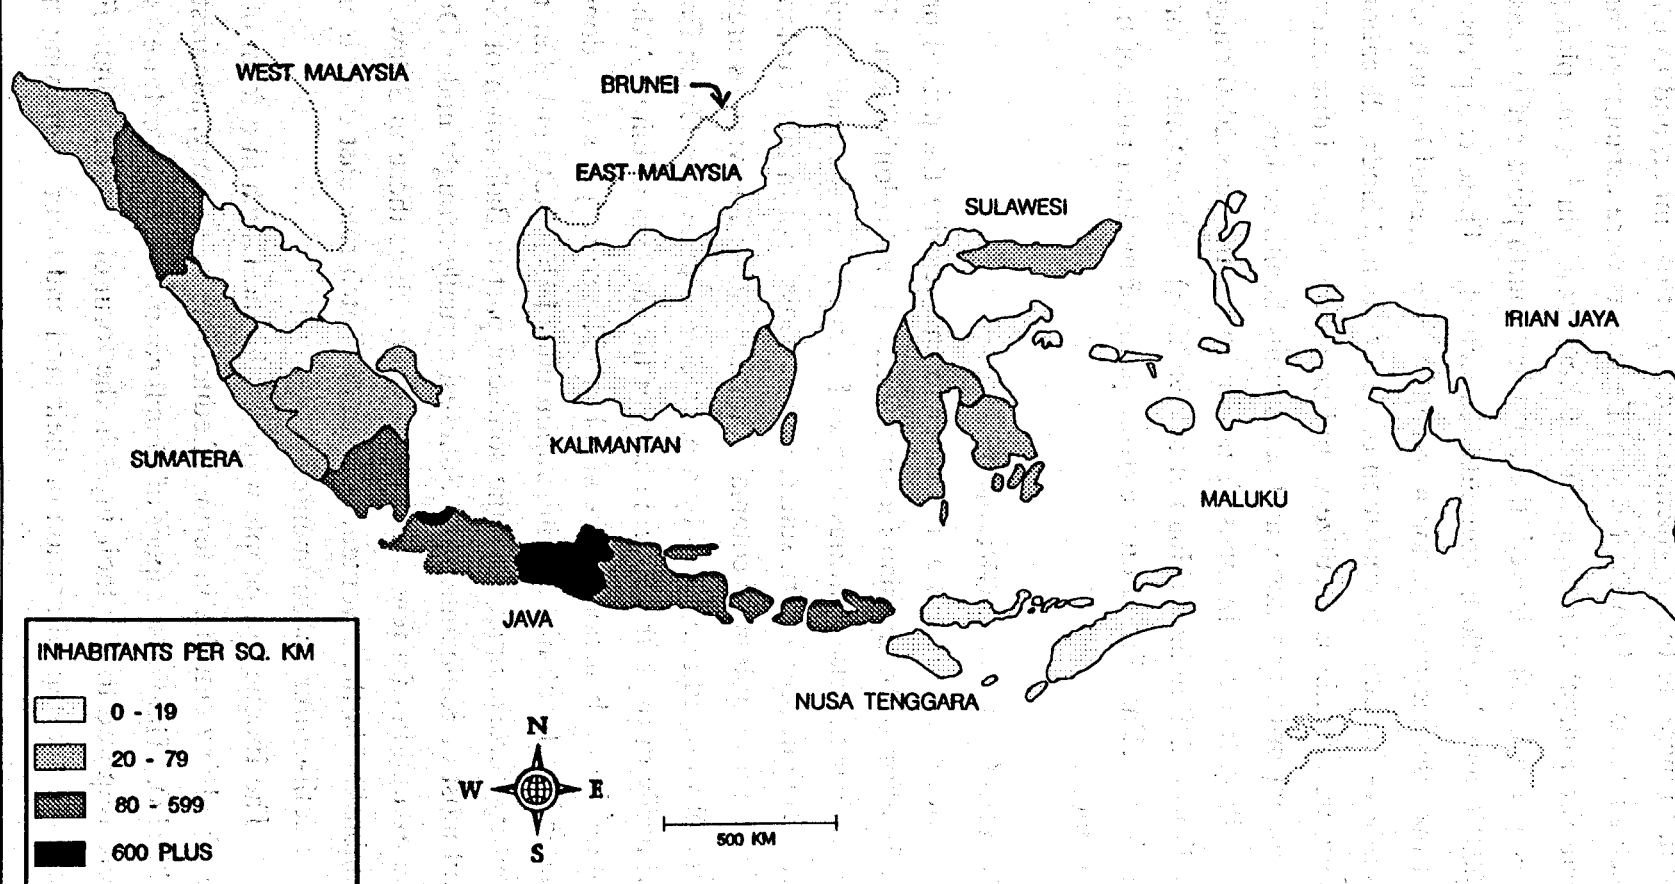 WEST MALAYSIA
BRUNEI
EAST MALAYSIA
SULAWESI
IRIAN JAYA
KALIMANTAN
SUMATERA
MALUKU
JAVA
NUSA TENGGARA
INHABITANTS PER SQ. KM
0 - 19
20 - 79
80 - 599
600 PLUS
N
W E
S
500 KM